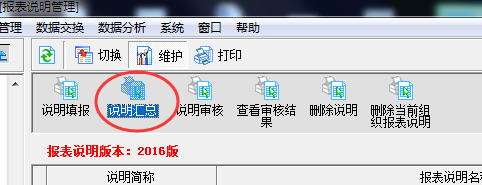 [报表说明管理]
管理 数据交换 数据分析 系统 窗口 帮助
切换 维护 打印
说明填报 说明汇总 说明审核 查看审核结果 删除说明 删除当前组织报表说明
报表说明版本：2016版
说明简称 报表说明名